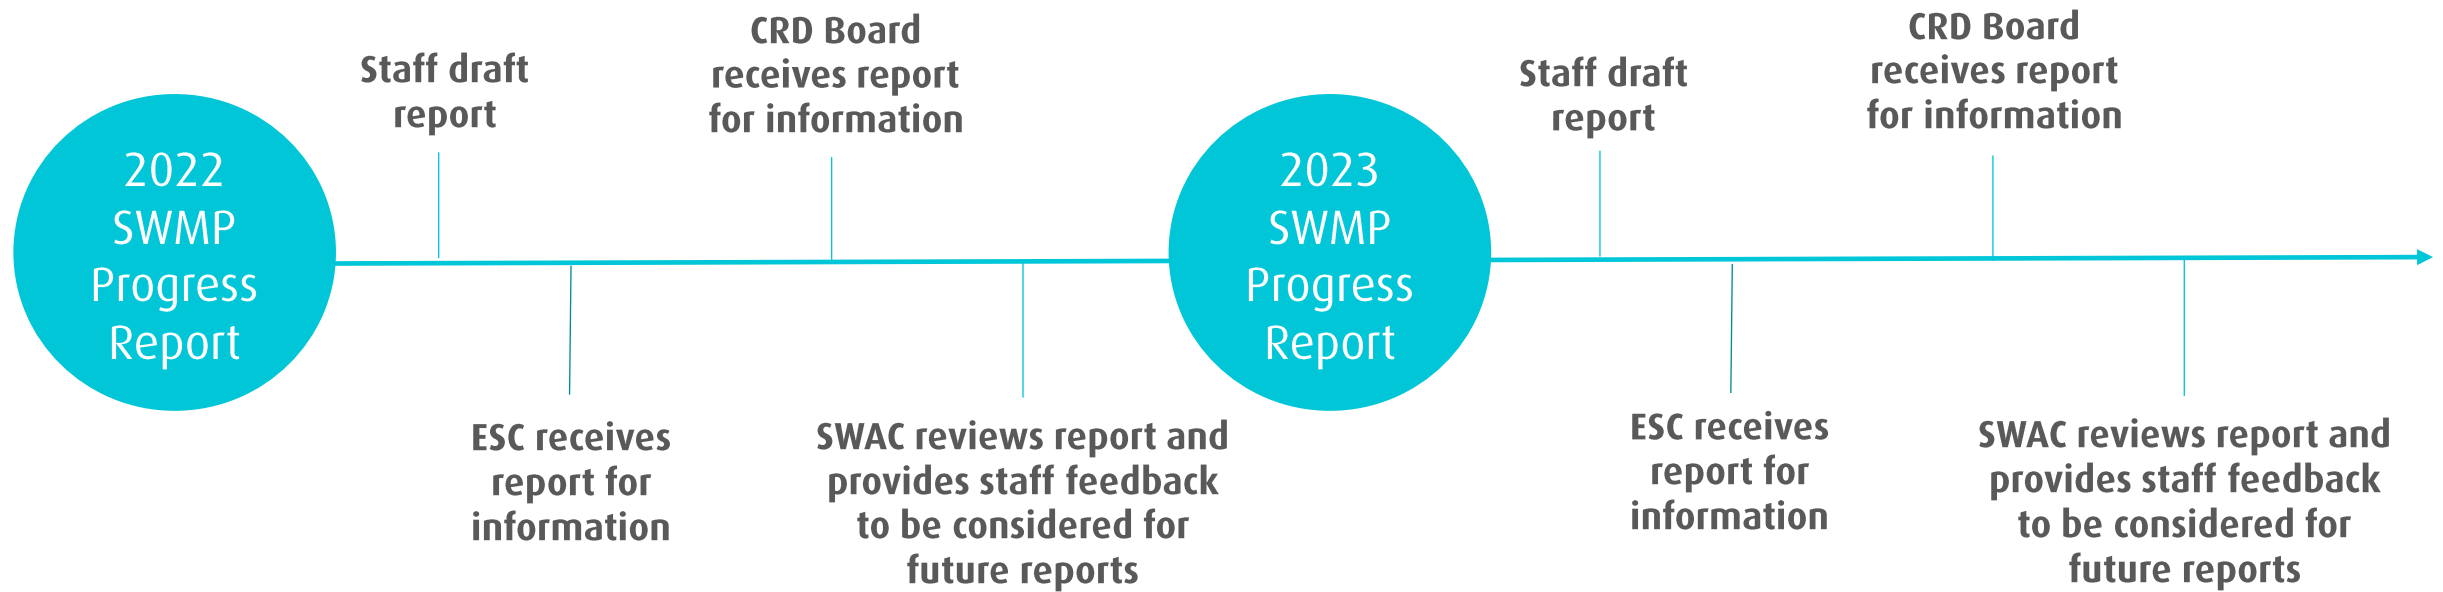 2022
SWMP
Progress
Report
Staff draft
report
ESC receives
report for
information
CRD Board
receives report
for information
SWAC reviews report and
provides staff feedback
to be considered for
future reports
2023
SWMP
Progress
Report
Staff draft
report
ESC receives
report for
information
CRD Board
receives report
for information
SWAC reviews report and
provides staff feedback
to be considered for
future reports